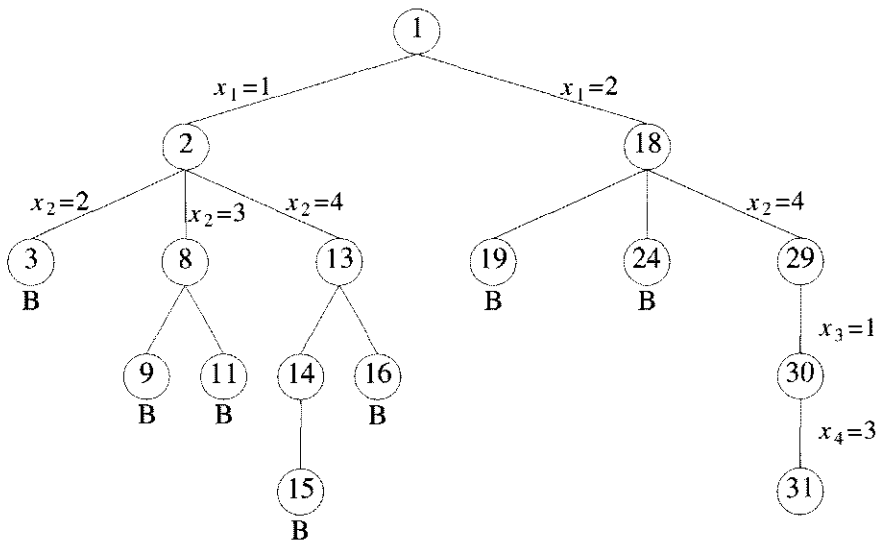 1
x₁=1 x₁=2
2 18
x₂=2 x₂=3 x₂=4 x₂=4
3 8 13 19 24 29
B B B
x₃=1
9 11 14 16 30
B B B
x₄=3
15 31
B